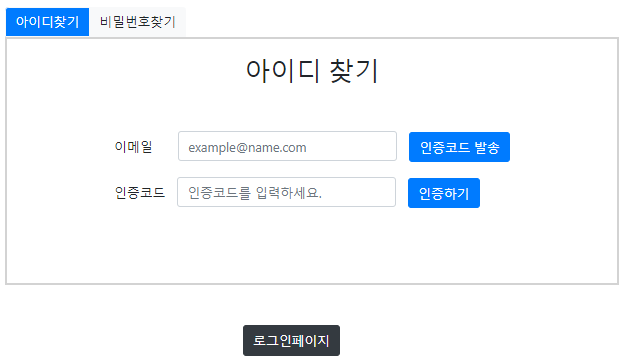 아이디찾기 비밀번호찾기
아이디 찾기
이메일 example@name.com 인증코드 발송
인증코드 인증코드를 입력하세요. 인증하기
로그인페이지